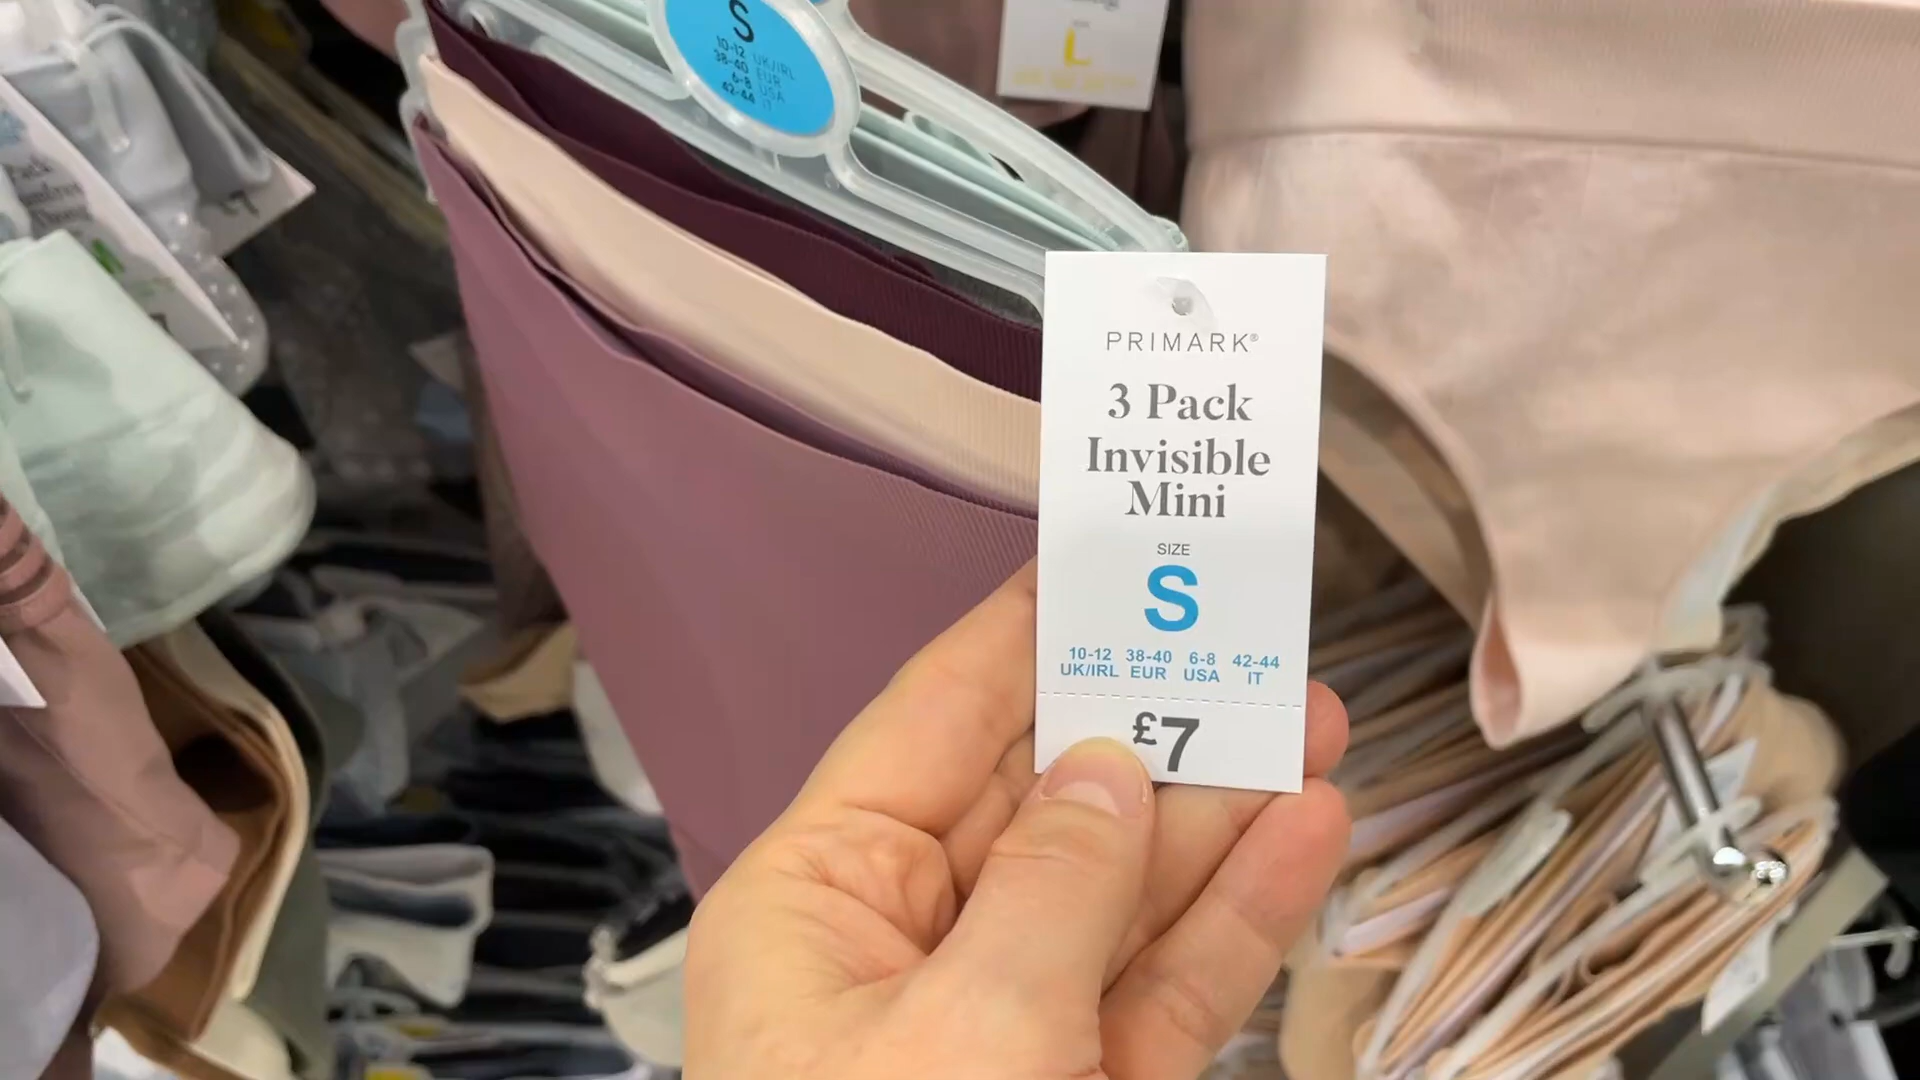 S
10-12 UK/IRL
38-40 EUR
6-8 USA
42-44 IT
L
Pack
PRIMARK®
3 Pack
Invisible
Mini
SIZE
S
10-12 38-40 6-8 42-44
UK/IRL EUR USA IT
£7